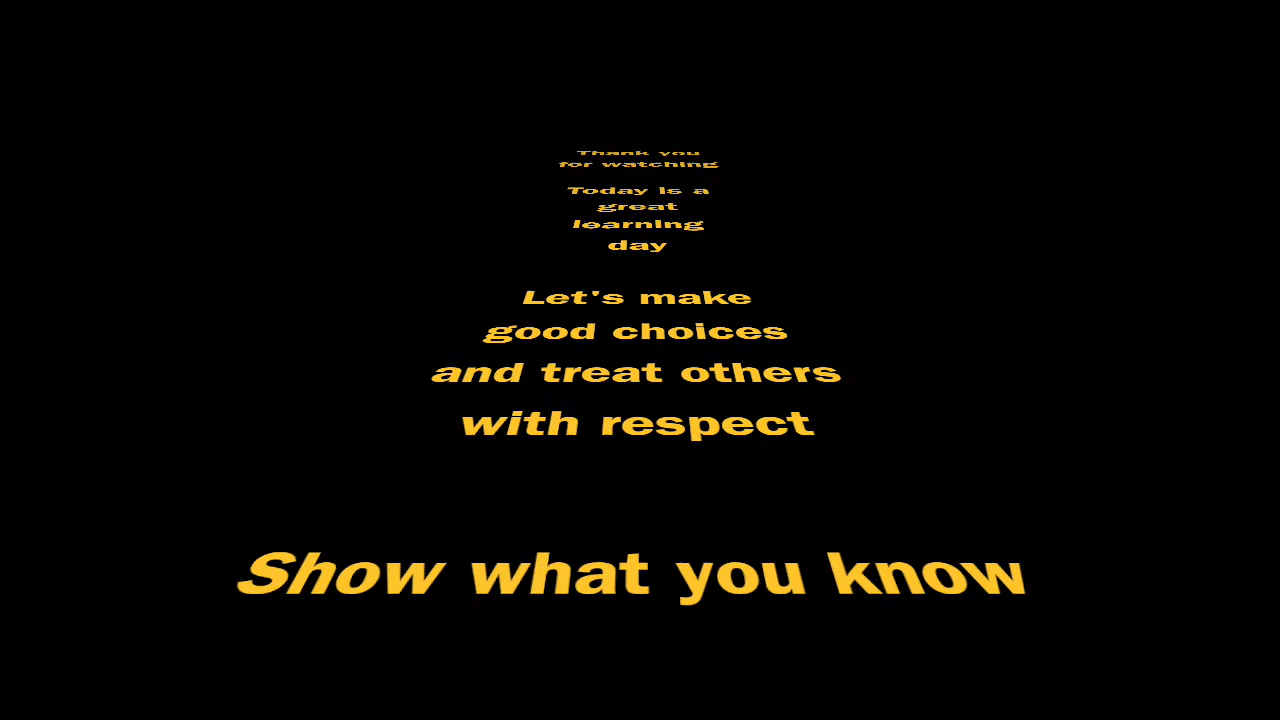 Thank you
for watching
Today is a
great
learning
day
Let's make
good choices
and treat others
with respect
Show what you know